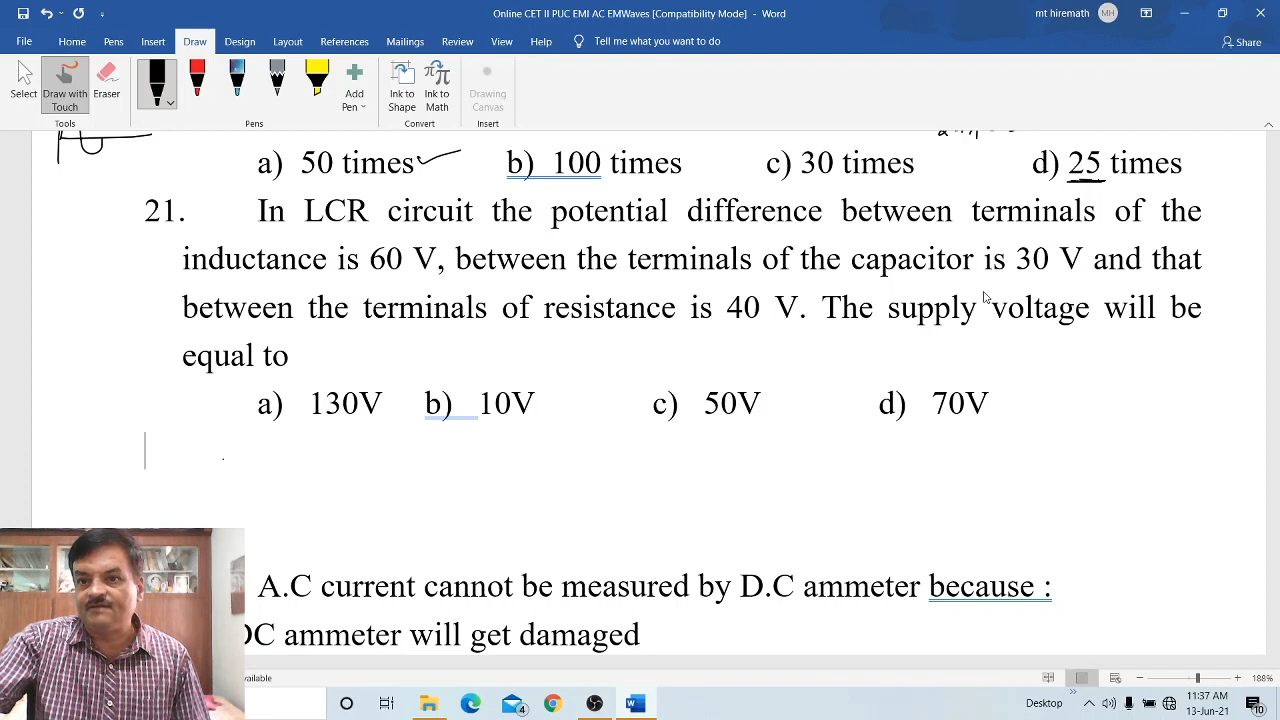 Online CET II PUC EMI AC EMWaves [Compatibility Mode] - Word
mt hiremath MH
File Home Pens Insert Draw Design Layout References Mailings Review View Help Tell me what you want to do Share
Select Draw with Touch Eraser Add Pen Ink to Shape Ink to Math Drawing Canvas
Tools Pens Convert Insert
a) 50 times b) 100 times c) 30 times d) 25 times
21. In LCR circuit the potential difference between terminals of the
inductance is 60 V, between the terminals of the capacitor is 30 V and that
between the terminals of resistance is 40 V. The supply voltage will be
equal to
a) 130V b) 10V c) 50V d) 70V
A.C current cannot be measured by D.C ammeter because :
DC ammeter will get damaged
188%
4 Desktop 11:37 AM
13-Jun-21 10